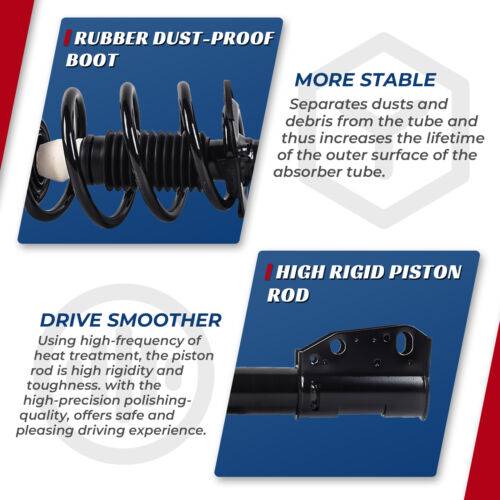 RUBBER DUST-PROOF
BOOT
MORE STABLE
Separates dusts and
debris from the tube and
thus increases the lifetime
of the outer surface of the
absorber tube.
HIGH RIGID PISTON
ROD
DRIVE SMOOTHER
Using high-frequency of
heat treatment, the piston
rod is high rigidity and
toughness. with the
high-precision polishing-
quality, offers safe and
pleasing driving experience.